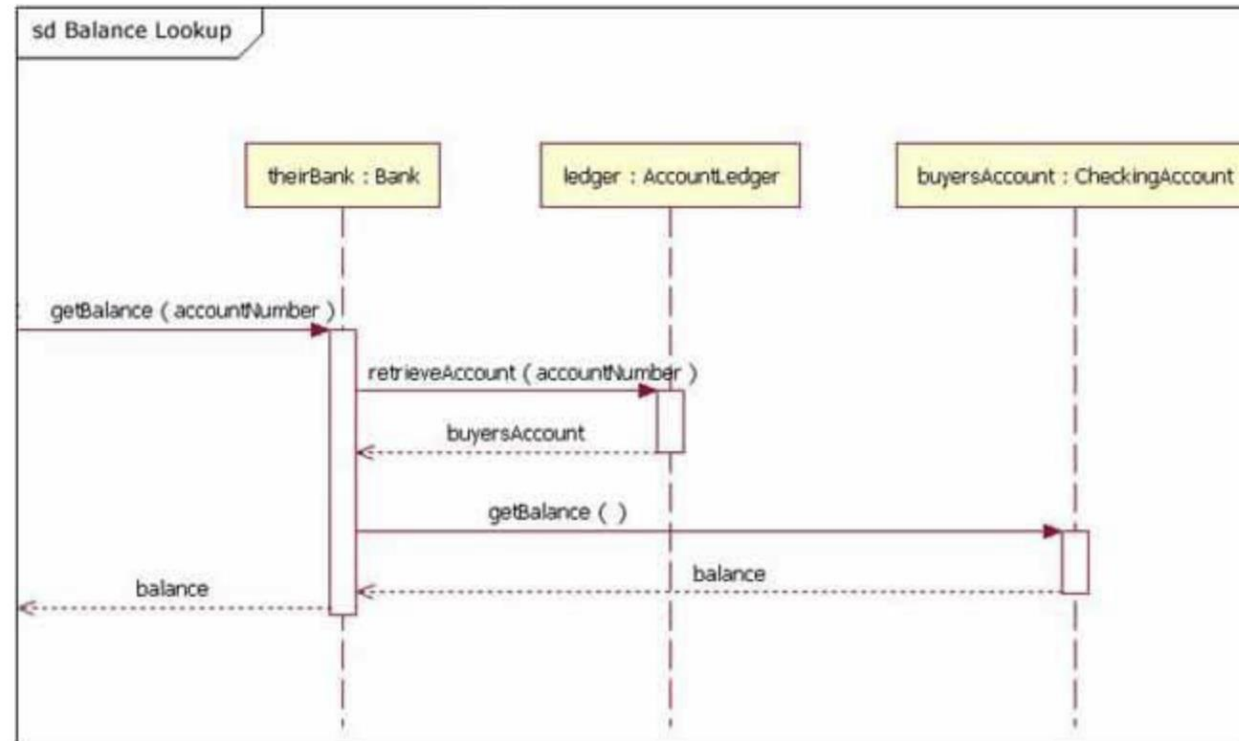 sd Balance Lookup
theirBank : Bank
ledger : AccountLedger
buyersAccount : CheckingAccount
getBalance ( accountNumber )
retrieveAccount ( accountNumber )
buyersAccount
getBalance ( )
balance
balance